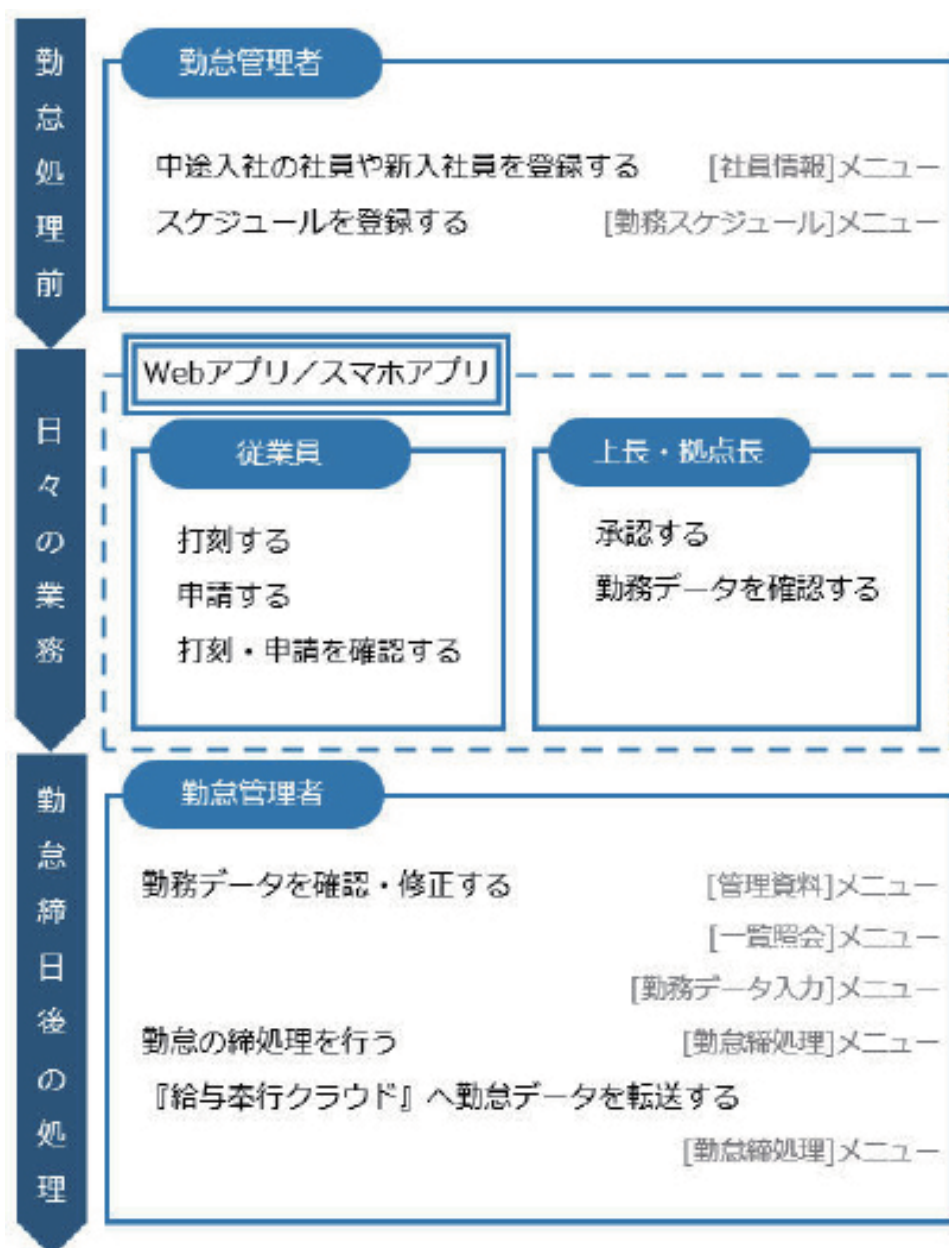 勤怠処理前
勤怠管理者
中途入社の社員や新入社員を登録する [社員情報]メニュー
スケジュールを登録する [勤務スケジュール]メニュー
日々の業務
Webアプリ／スマホアプリ
従業員
打刻する
申請する
打刻・申請を確認する
上長・拠点長
承認する
勤務データを確認する
勤怠締日後の処理
勤怠管理者
勤務データを確認・修正する [管理資料]メニュー
[一覧照会]メニュー
[勤務データ入力]メニュー
勤怠の締処理を行う [勤怠締処理]メニュー
『給与奉行クラウド』へ勤怠データを転送する
[勤怠締処理]メニュー